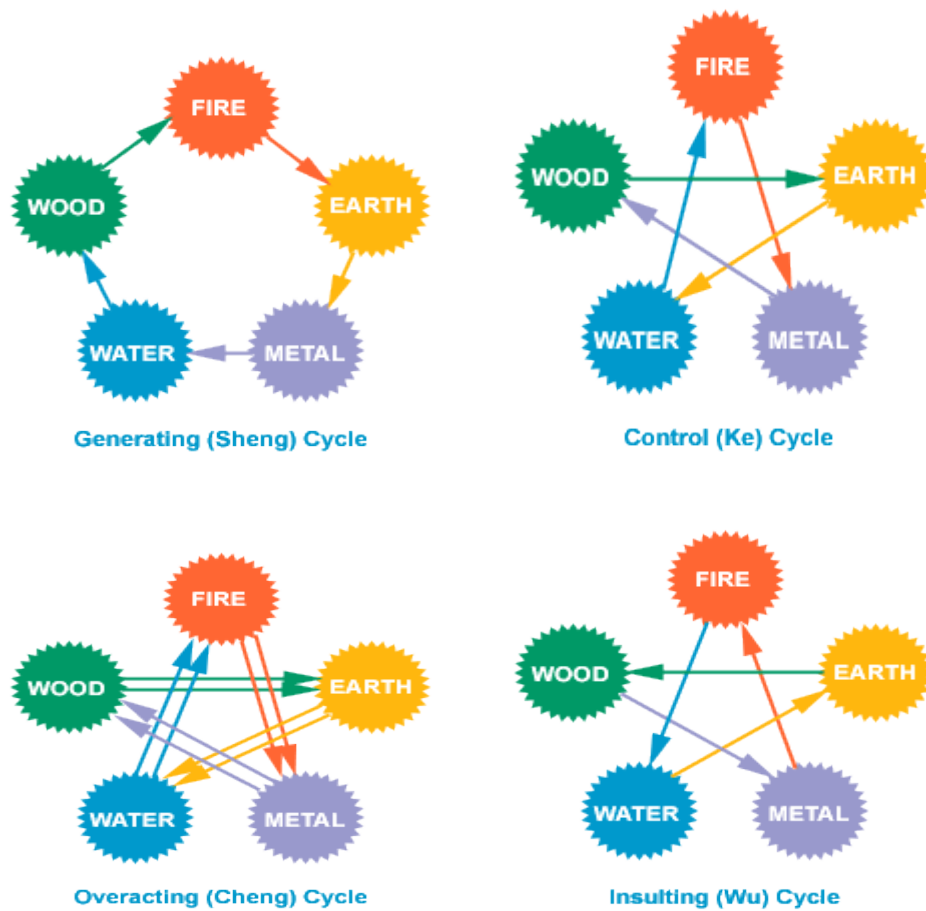 FIRE
WOOD
EARTH
WATER
METAL
Generating (Sheng) Cycle
FIRE
WOOD
EARTH
WATER
METAL
Control (Ke) Cycle
FIRE
WOOD
EARTH
WATER
METAL
Overacting (Cheng) Cycle
FIRE
WOOD
EARTH
WATER
METAL
Insulting (Wu) Cycle